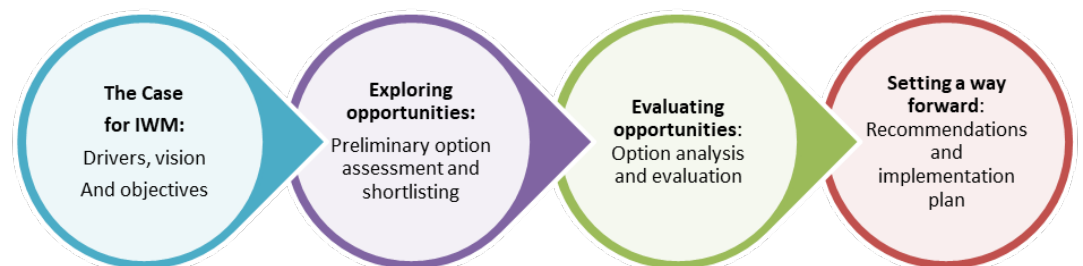 The Case
for IWM:
Drivers, vision
And objectives
Exploring
opportunities:
Preliminary option
assessment and
shortlisting
Evaluating
opportunities:
Option analysis
and evaluation
Setting a way
forward:
Recommendations
and
implementation
plan